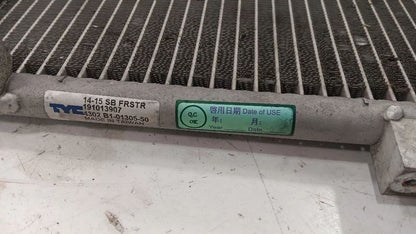 TYC
14-15 SB FRSTR
191013907
4302 B1-01305-50
MADE IN TAIWAN
QC
OK
啓用日期 Date of USE
年: 月:
Year Date